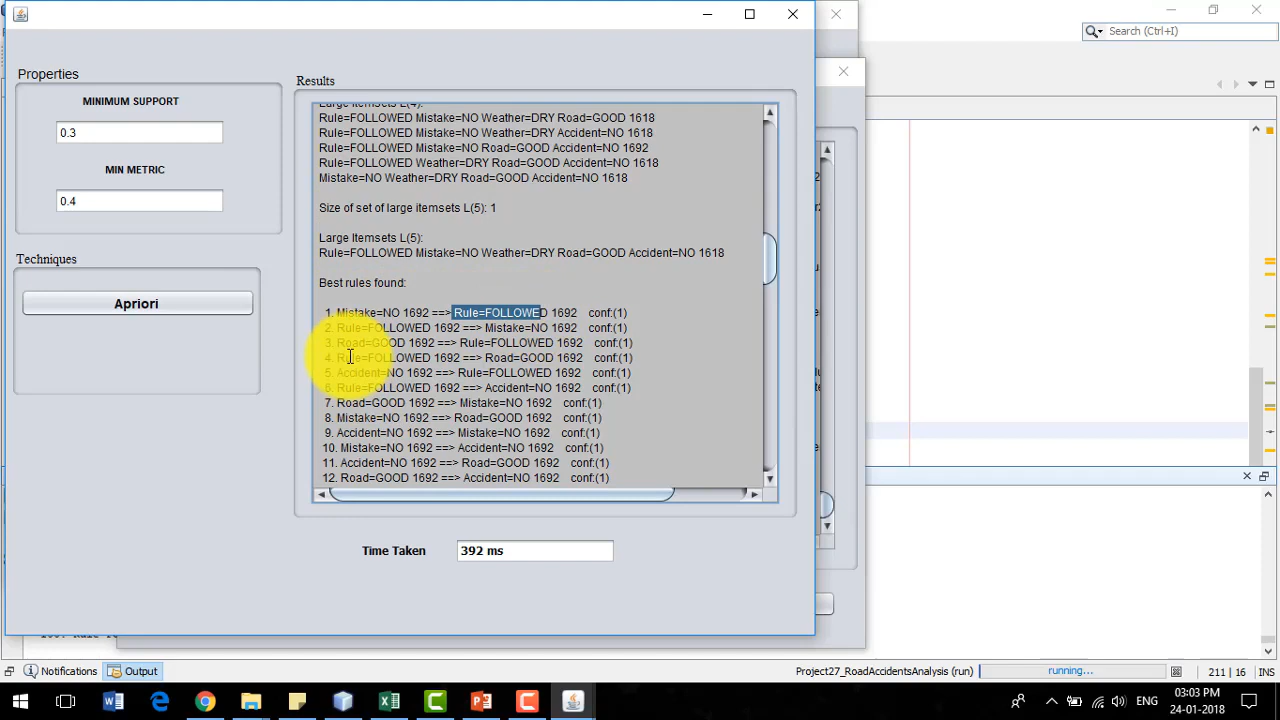 Search (Ctrl+I)
Properties
MINIMUM SUPPORT
0.3
MIN METRIC
0.4
Techniques
Apriori
Results
Large Itemsets L(4):
Rule=FOLLOWED Mistake=NO Weather=DRY Road=GOOD 1618
Rule=FOLLOWED Mistake=NO Weather=DRY Accident=NO 1618
Rule=FOLLOWED Mistake=NO Road=GOOD Accident=NO 1692
Rule=FOLLOWED Weather=DRY Road=GOOD Accident=NO 1618
Mistake=NO Weather=DRY Road=GOOD Accident=NO 1618
Size of set of large itemsets L(5): 1
Large Itemsets L(5):
Rule=FOLLOWED Mistake=NO Weather=DRY Road=GOOD Accident=NO 1618
Best rules found:
1. Mistake=NO 1692 ==> Rule=FOLLOWED 1692 conf:(1)
2. Rule=FOLLOWED 1692 ==> Mistake=NO 1692 conf:(1)
3. Road=GOOD 1692 ==> Rule=FOLLOWED 1692 conf:(1)
4. Rule=FOLLOWED 1692 ==> Road=GOOD 1692 conf:(1)
5. Accident=NO 1692 ==> Rule=FOLLOWED 1692 conf:(1)
6. Rule=FOLLOWED 1692 ==> Accident=NO 1692 conf:(1)
7. Road=GOOD 1692 ==> Mistake=NO 1692 conf:(1)
8. Mistake=NO 1692 ==> Road=GOOD 1692 conf:(1)
9. Accident=NO 1692 ==> Mistake=NO 1692 conf:(1)
10. Mistake=NO 1692 ==> Accident=NO 1692 conf:(1)
11. Accident=NO 1692 ==> Road=GOOD 1692 conf:(1)
12. Road=GOOD 1692 ==> Accident=NO 1692 conf:(1)
Time Taken
392 ms
Notifications
Output
Project27_RoadAccidentsAnalysis (run)
running...
211 | 16
INS
ENG
03:03 PM
24-01-2018